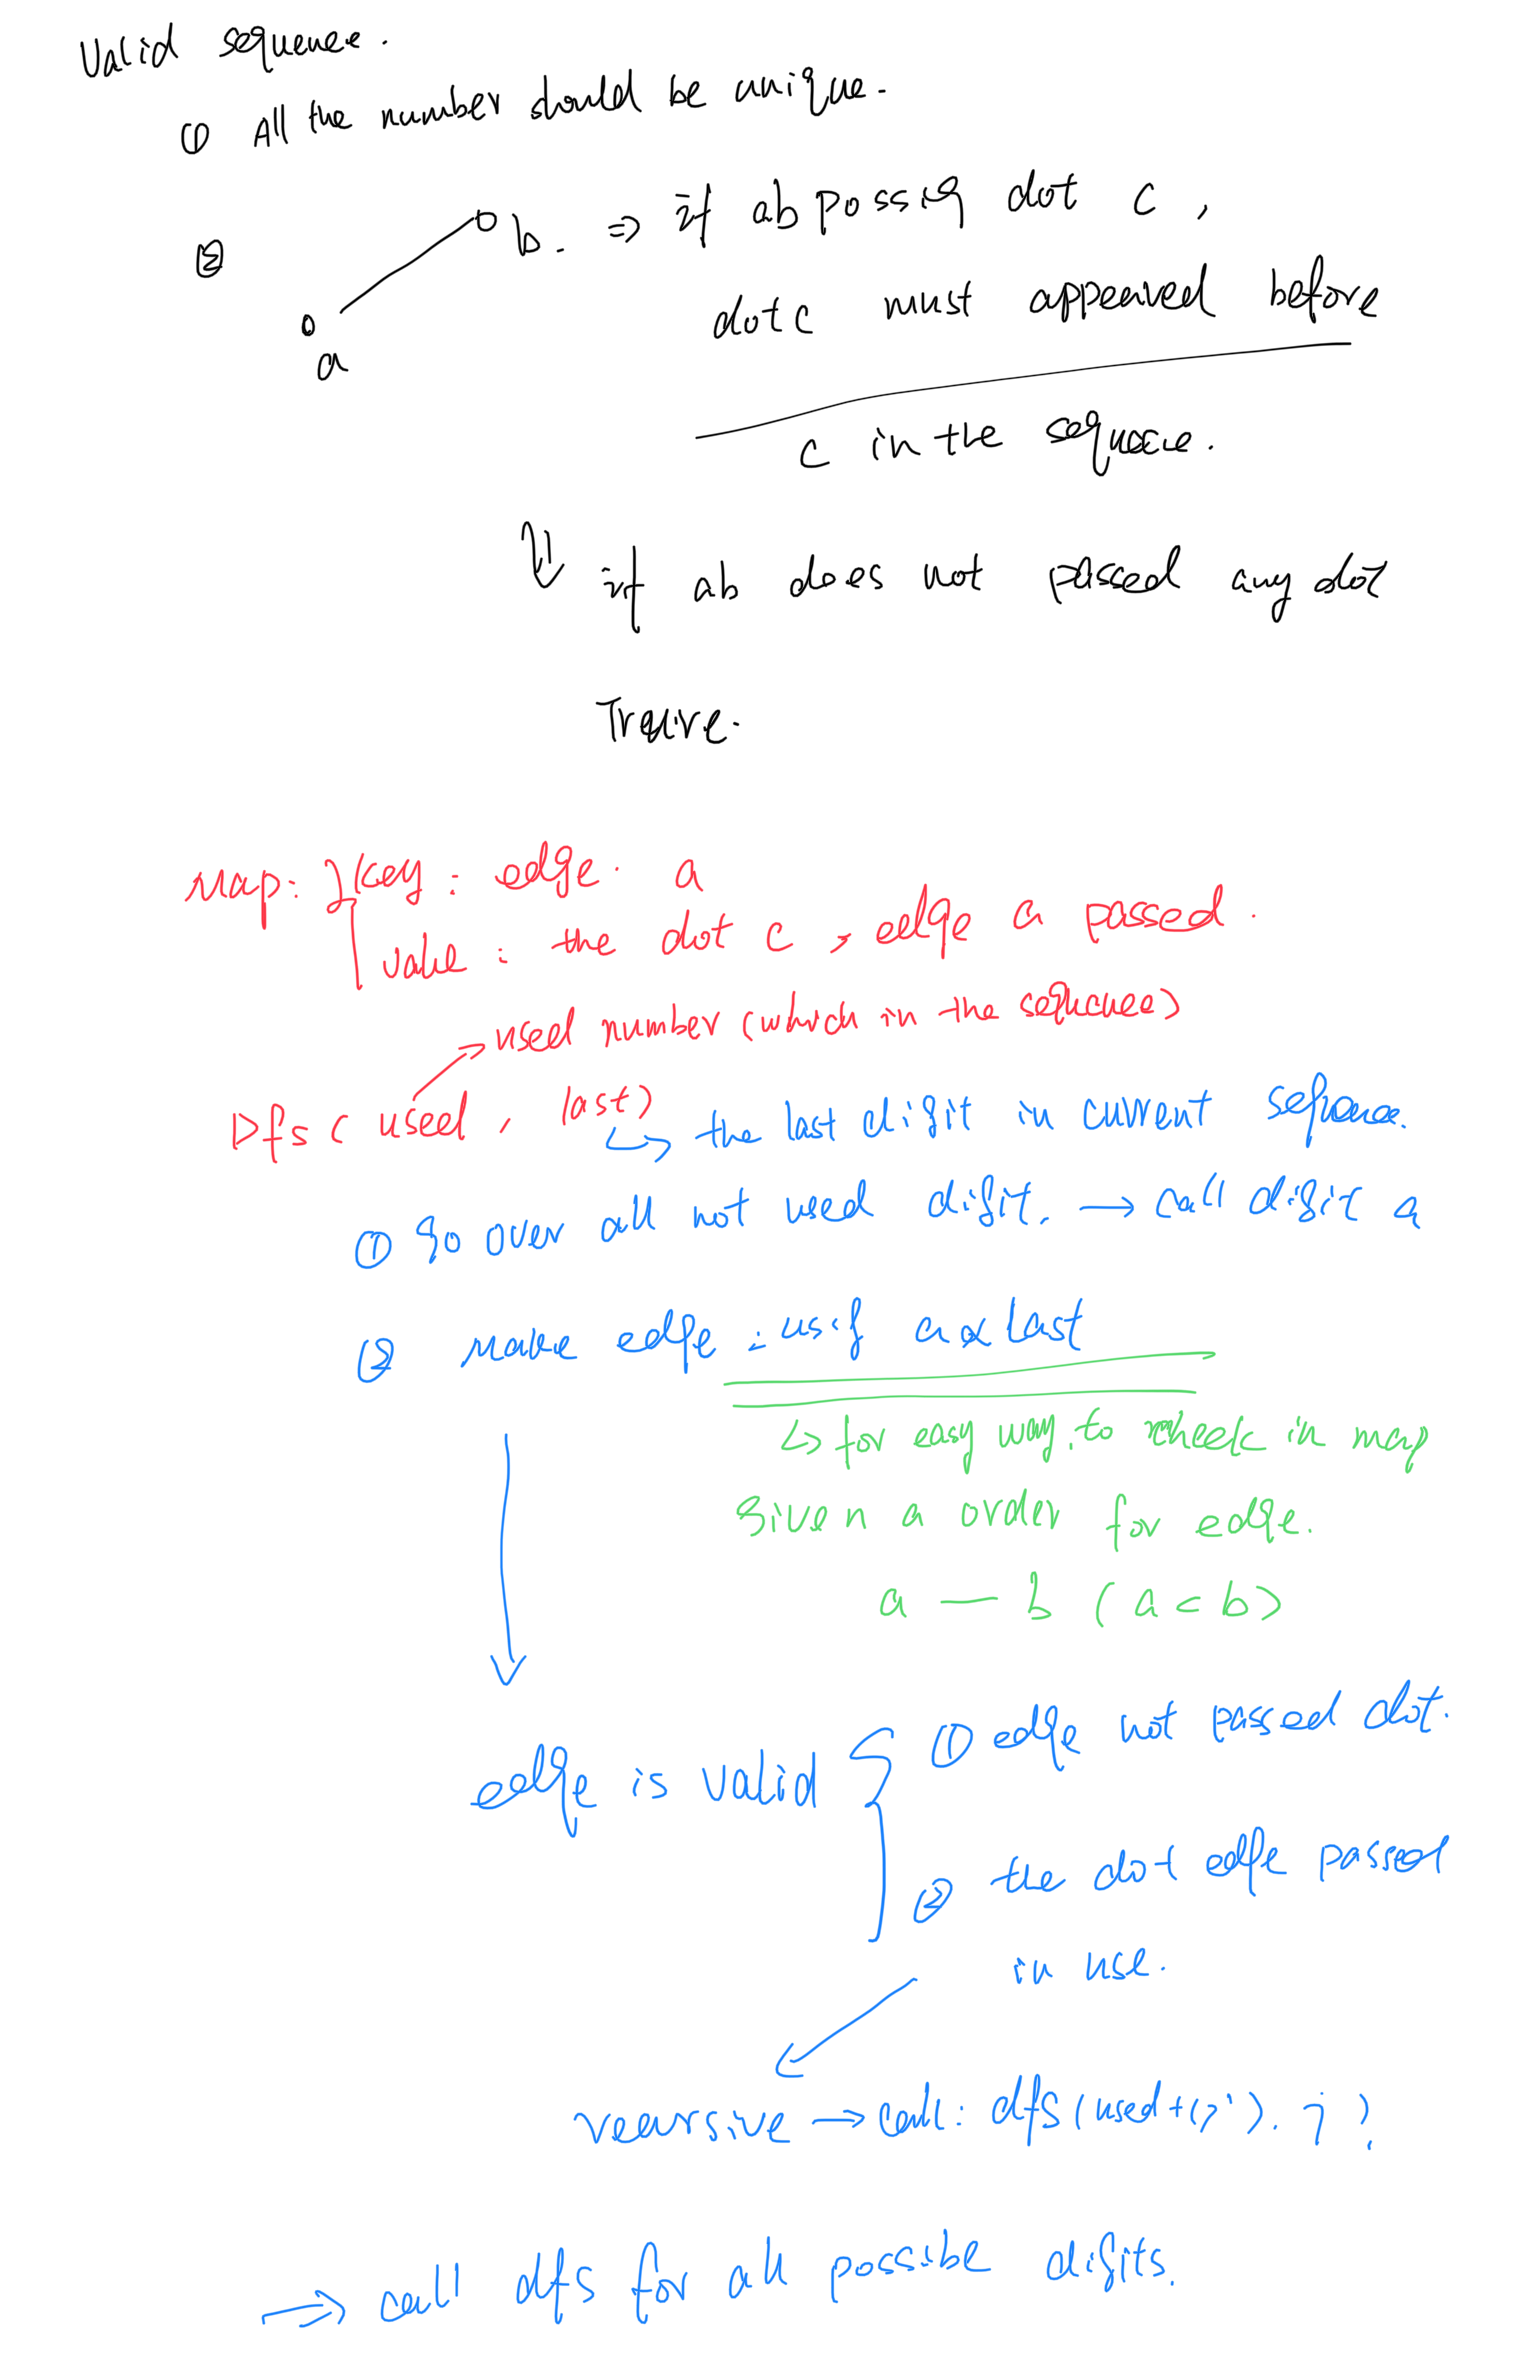 Valid sequence.
① All the number should be unique.
② a b. ⇒ if ab passing dot c,
dot c must appeared before
c in the sequence.
⇓ if ab does not passed any dot
map: { key : edge. a
value : the dot c, edge a passed.
used number (which in the sequences)
Dfs ( used, last)
↳ the last digit in current sequence.
① go over all not used digit. → call digit a
② make edge : using a & last
↳ for easy way to check in map
given a order for edge.
a — b (a < b)
edge is valid { ① edge not passed dot.
② the dot edge passed
in use.
recursive → call: dfs (used + (j)). j )
⇒ call dfs for all possibe digits.